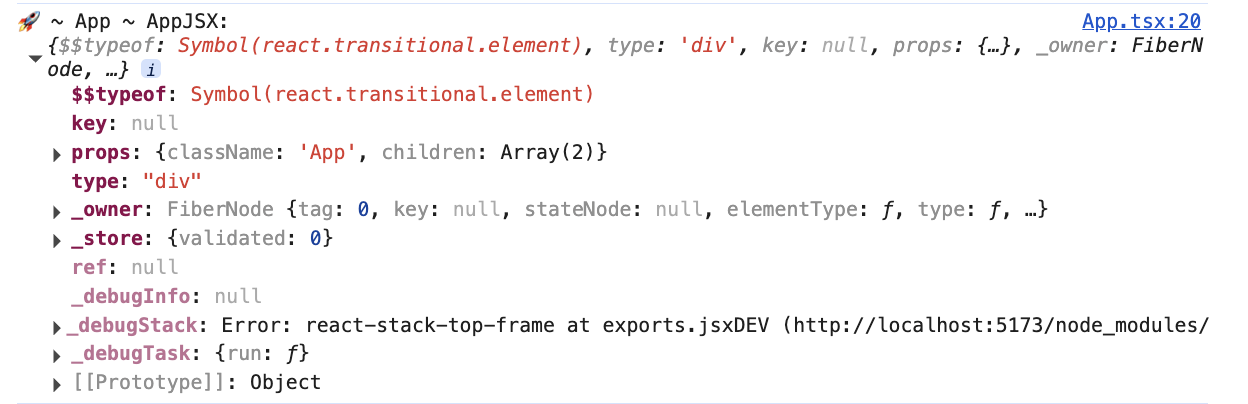 🚀 ~ App ~ AppJSX: App.tsx:20
{$$typeof: Symbol(react.transitional.element), type: 'div', key: null, props: {…}, _owner: FiberN
ode, …} i
$$typeof: Symbol(react.transitional.element)
key: null
props: {className: 'App', children: Array(2)}
type: "div"
_owner: FiberNode {tag: 0, key: null, stateNode: null, elementType: ƒ, type: ƒ, …}
_store: {validated: 0}
ref: null
_debugInfo: null
_debugStack: Error: react-stack-top-frame at exports.jsxDEV (http://localhost:5173/node_modules/
_debugTask: {run: ƒ}
[[Prototype]]: Object